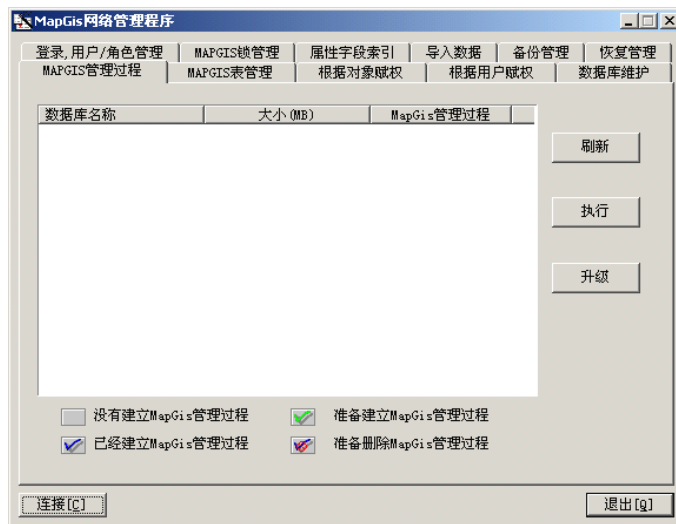 MapGis网络管理程序
登录,用户/角色管理 MAPGIS锁管理 属性字段索引 导入数据 备份管理 恢复管理
MAPGIS管理过程 MAPGIS表管理 根据对象赋权 根据用户赋权 数据库维护
数据库名称 大小(MB) MapGis管理过程
刷新
执行
升级
没有建立MapGis管理过程 准备建立MapGis管理过程
已经建立MapGis管理过程 准备删除MapGis管理过程
连接[C] 退出[Q]